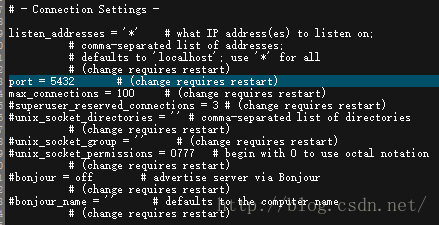 # - Connection Settings -
listen_addresses = '*'    # what IP address(es) to listen on;
# comma-separated list of addresses;
# defaults to 'localhost'; use '*' for all
# (change requires restart)
port = 5432    # (change requires restart)
max_connections = 100    # (change requires restart)
#superuser_reserved_connections = 3 # (change requires restart)
#unix_socket_directories = '' # comma-separated list of directories
# (change requires restart)
#unix_socket_group = ''    # (change requires restart)
#unix_socket_permissions = 0777    # begin with 0 to use octal notation
# (change requires restart)
#bonjour = off    # advertise server via Bonjour
# (change requires restart)
#bonjour_name = ''    # defaults to the computer name
# (change requires restart)
http://blog.csdn.net/